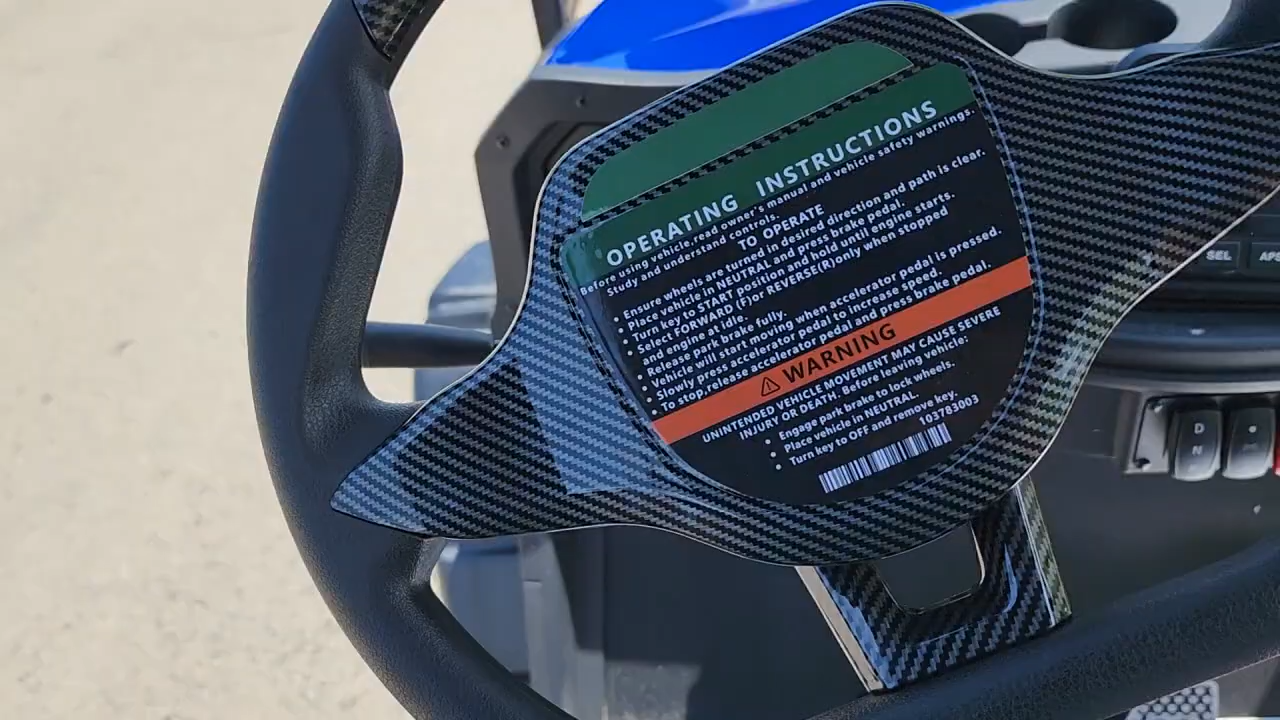 OPERATING INSTRUCTIONS
Before using vehicle,read owner's manual and vehicle safety warnings.
Study and understand controls.
TO OPERATE
• Ensure wheels are turned in desired direction and path is clear.
• Place vehicle in NEUTRAL and press brake pedal.
• Turn key to START position and hold until engine starts.
• Select FORWARD (F)or REVERSE(R)only when stopped
and engine at idle.
• Release park brake fully.
• Vehicle will start moving when accelerator pedal is pressed.
• Slowly press accelerator pedal to increase speed.
• To stop,release accelerator pedal and press brake pedal.
⚠ WARNING
UNINTENDED VEHICLE MOVEMENT MAY CAUSE SEVERE
INJURY OR DEATH. Before leaving vehicle:
• Engage park brake to lock wheels.
• Place vehicle in NEUTRAL.
• Turn key to OFF and remove key.
103783003
SEL
D
N